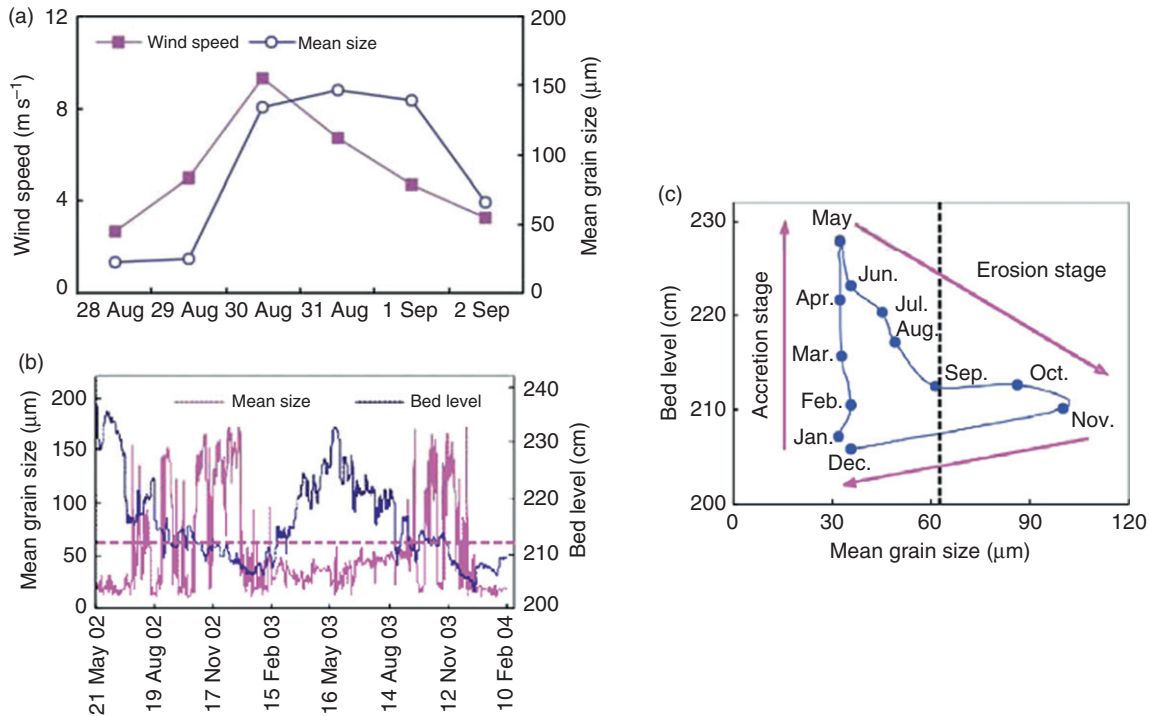 (a)
12
8
4
0
Wind speed (m s⁻¹)
Wind speed
Mean size
200
150
100
50
0
Mean grain size (μm)
28 Aug 29 Aug 30 Aug 31 Aug 1 Sep 2 Sep
(b)
200
150
100
50
0
Mean grain size (μm)
Mean size
Bed level
240
230
220
210
200
Bed level (cm)
21 May 02
19 Aug 02
17 Nov 02
15 Feb 03
16 May 03
14 Aug 03
12 Nov 03
10 Feb 04
(c)
230
220
210
200
Bed level (cm)
Accretion stage
Erosion stage
May
Jun.
Apr.
Jul.
Aug.
Mar.
Sep.
Oct.
Feb.
Nov.
Jan.
Dec.
0 30 60 90 120
Mean grain size (μm)